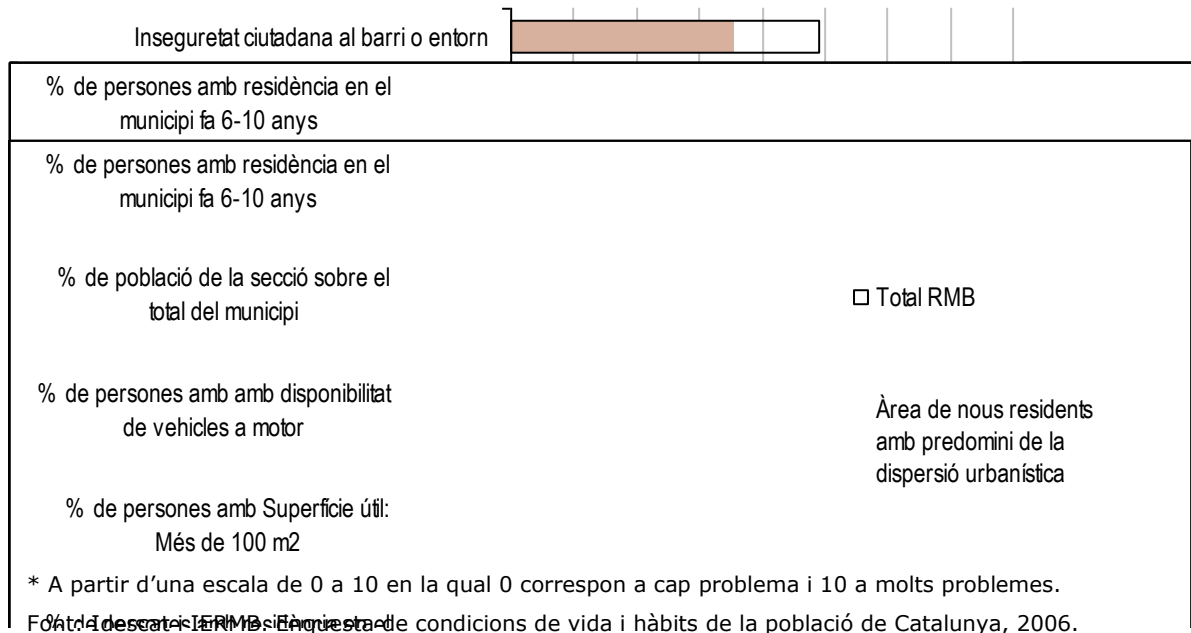 Inseguretat ciutadana al barri o entorn
% de persones amb residència en el
municipi fa 6-10 anys
% de persones amb residència en el
municipi fa 6-10 anys
% de població de la secció sobre el
total del municipi
Total RMB
% de persones amb amb disponibilitat
de vehicles a motor
Àrea de nous residents
amb predomini de la
dispersió urbanística
% de persones amb Superfície útil:
Més de 100 m2
* A partir d’una escala de 0 a 10 en la qual 0 correspon a cap problema i 10 a molts problemes.
Font: Idescat i IERMB. Enquesta de condicions de vida i hàbits de la població de Catalunya, 2006.